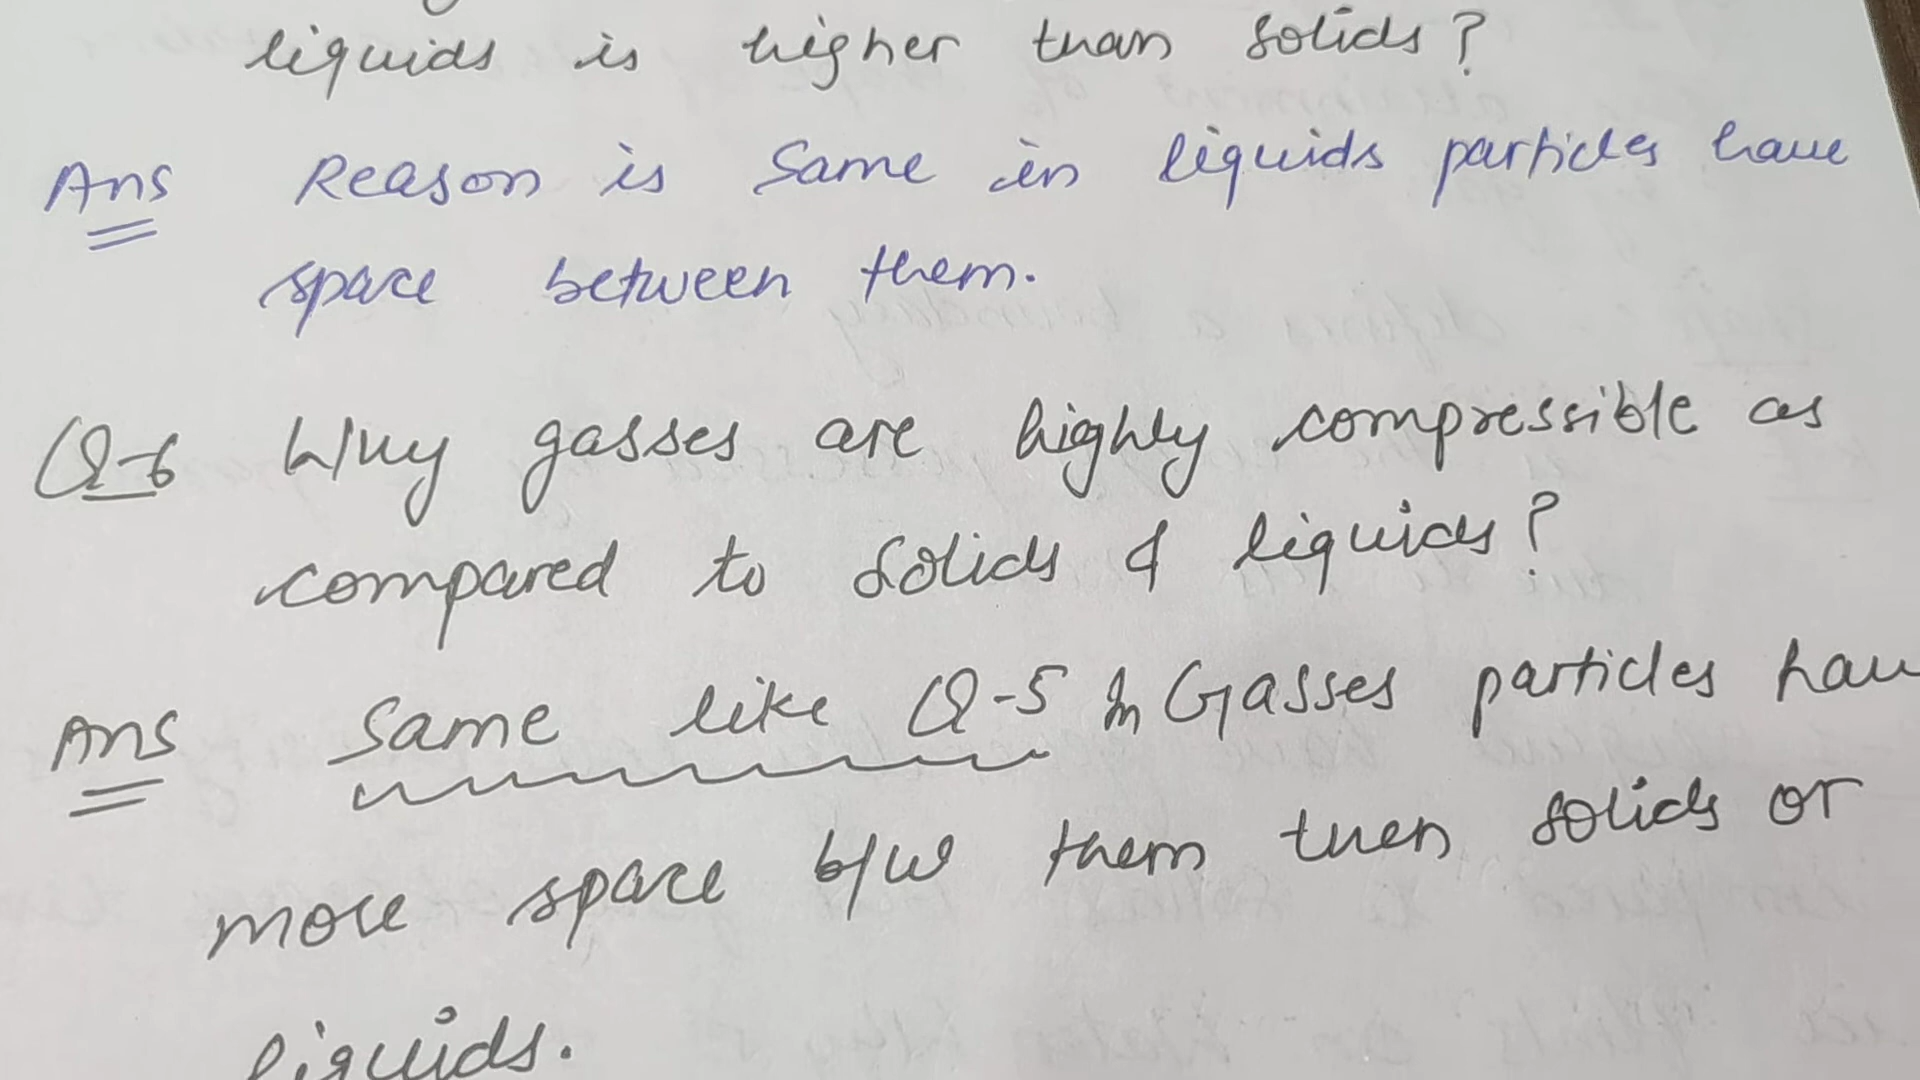 liquids is higher than solids?
Ans Reason is same in liquids particles have
space between them.
Q-6 Why gasses are highly compressible as
compared to solids & liquids?
Ans Same like Q-5 In Gasses particles hav
more space b/w them then solids or
liquids.